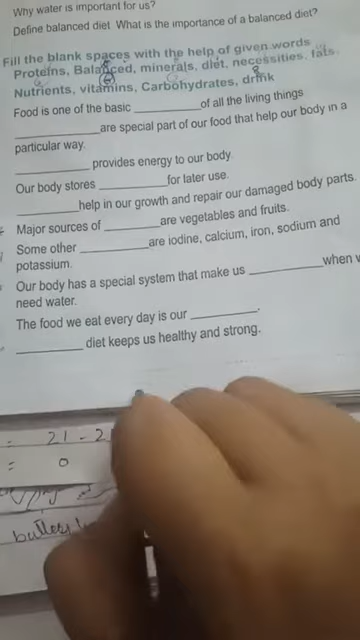 Why water is important for us?
Define balanced diet What is the importance of a balanced diet?
Fill the blank spaces with the help of given words
Proteins, Balanced, minerals, diet, necessities, fats
Nutrients, vitamins, Carbohydrates, drink
Food is one of the basic __________ of all the living things
__________ are special part of our food that help our body in a
particular way.
__________ provides energy to our body
Our body stores __________ for later use.
__________ help in our growth and repair our damaged body parts.
Major sources of __________ are vegetables and fruits.
Some other __________ are iodine, calcium, iron, sodium and
potassium.
Our body has a special system that make us __________ when
need water.
The food we eat every day is our __________.
__________ diet keeps us healthy and strong.
= 21 - 21
= 0